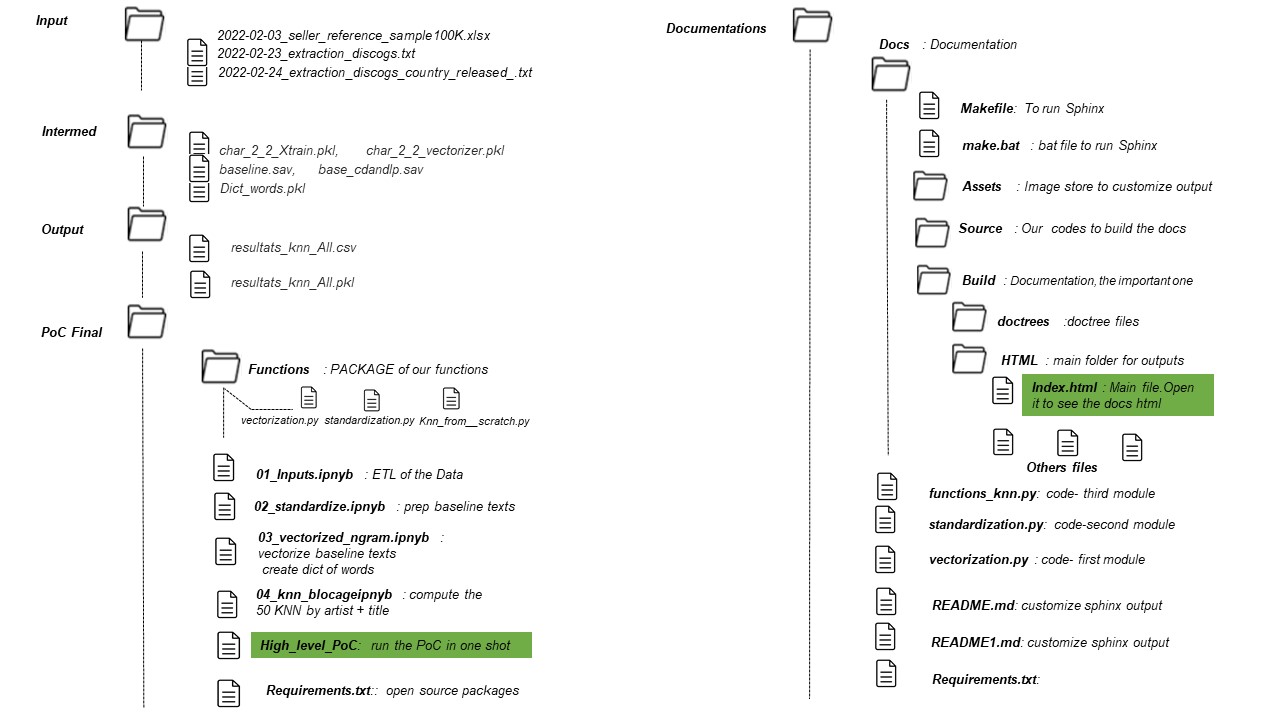 Input
2022-02-03_seller_reference_sample100K.xlsx
2022-02-23_extraction_discogs.txt
2022-02-24_extraction_discogs_country_released_.txt
Intermed
char_2_2_Xtrain.pkl, char_2_2_vectorizer.pkl
baseline.sav, base_cdandlp.sav
Dict_words.pkl
Output
resultats_knn_All.csv
resultats_knn_All.pkl
PoC Final
Functions : PACKAGE of our functions
vectorization.py standardization.py Knn_from__scratch.py
01_Inputs.ipnyb : ETL of the Data
02_standardize.ipnyb : prep baseline texts
03_vectorized_ngram.ipnyb :
vectorize baseline texts
create dict of words
04_knn_blocageipnyb : compute the
50 KNN by artist + title
High_level_PoC: run the PoC in one shot
Requirements.txt:: open source packages
Documentations
Docs : Documentation
Makefile: To run Sphinx
make.bat : bat file to run Sphinx
Assets : Image store to customize output
Source : Our codes to build the docs
Build : Documentation, the important one
doctrees :doctree files
HTML : main folder for outputs
Index.html : Main file.Open
it to see the docs html
Others files
functions_knn.py: code- third module
standardization.py: code-second module
vectorization.py : code- first module
README.md: customize sphinx output
README1.md: customize sphinx output
Requirements.txt: